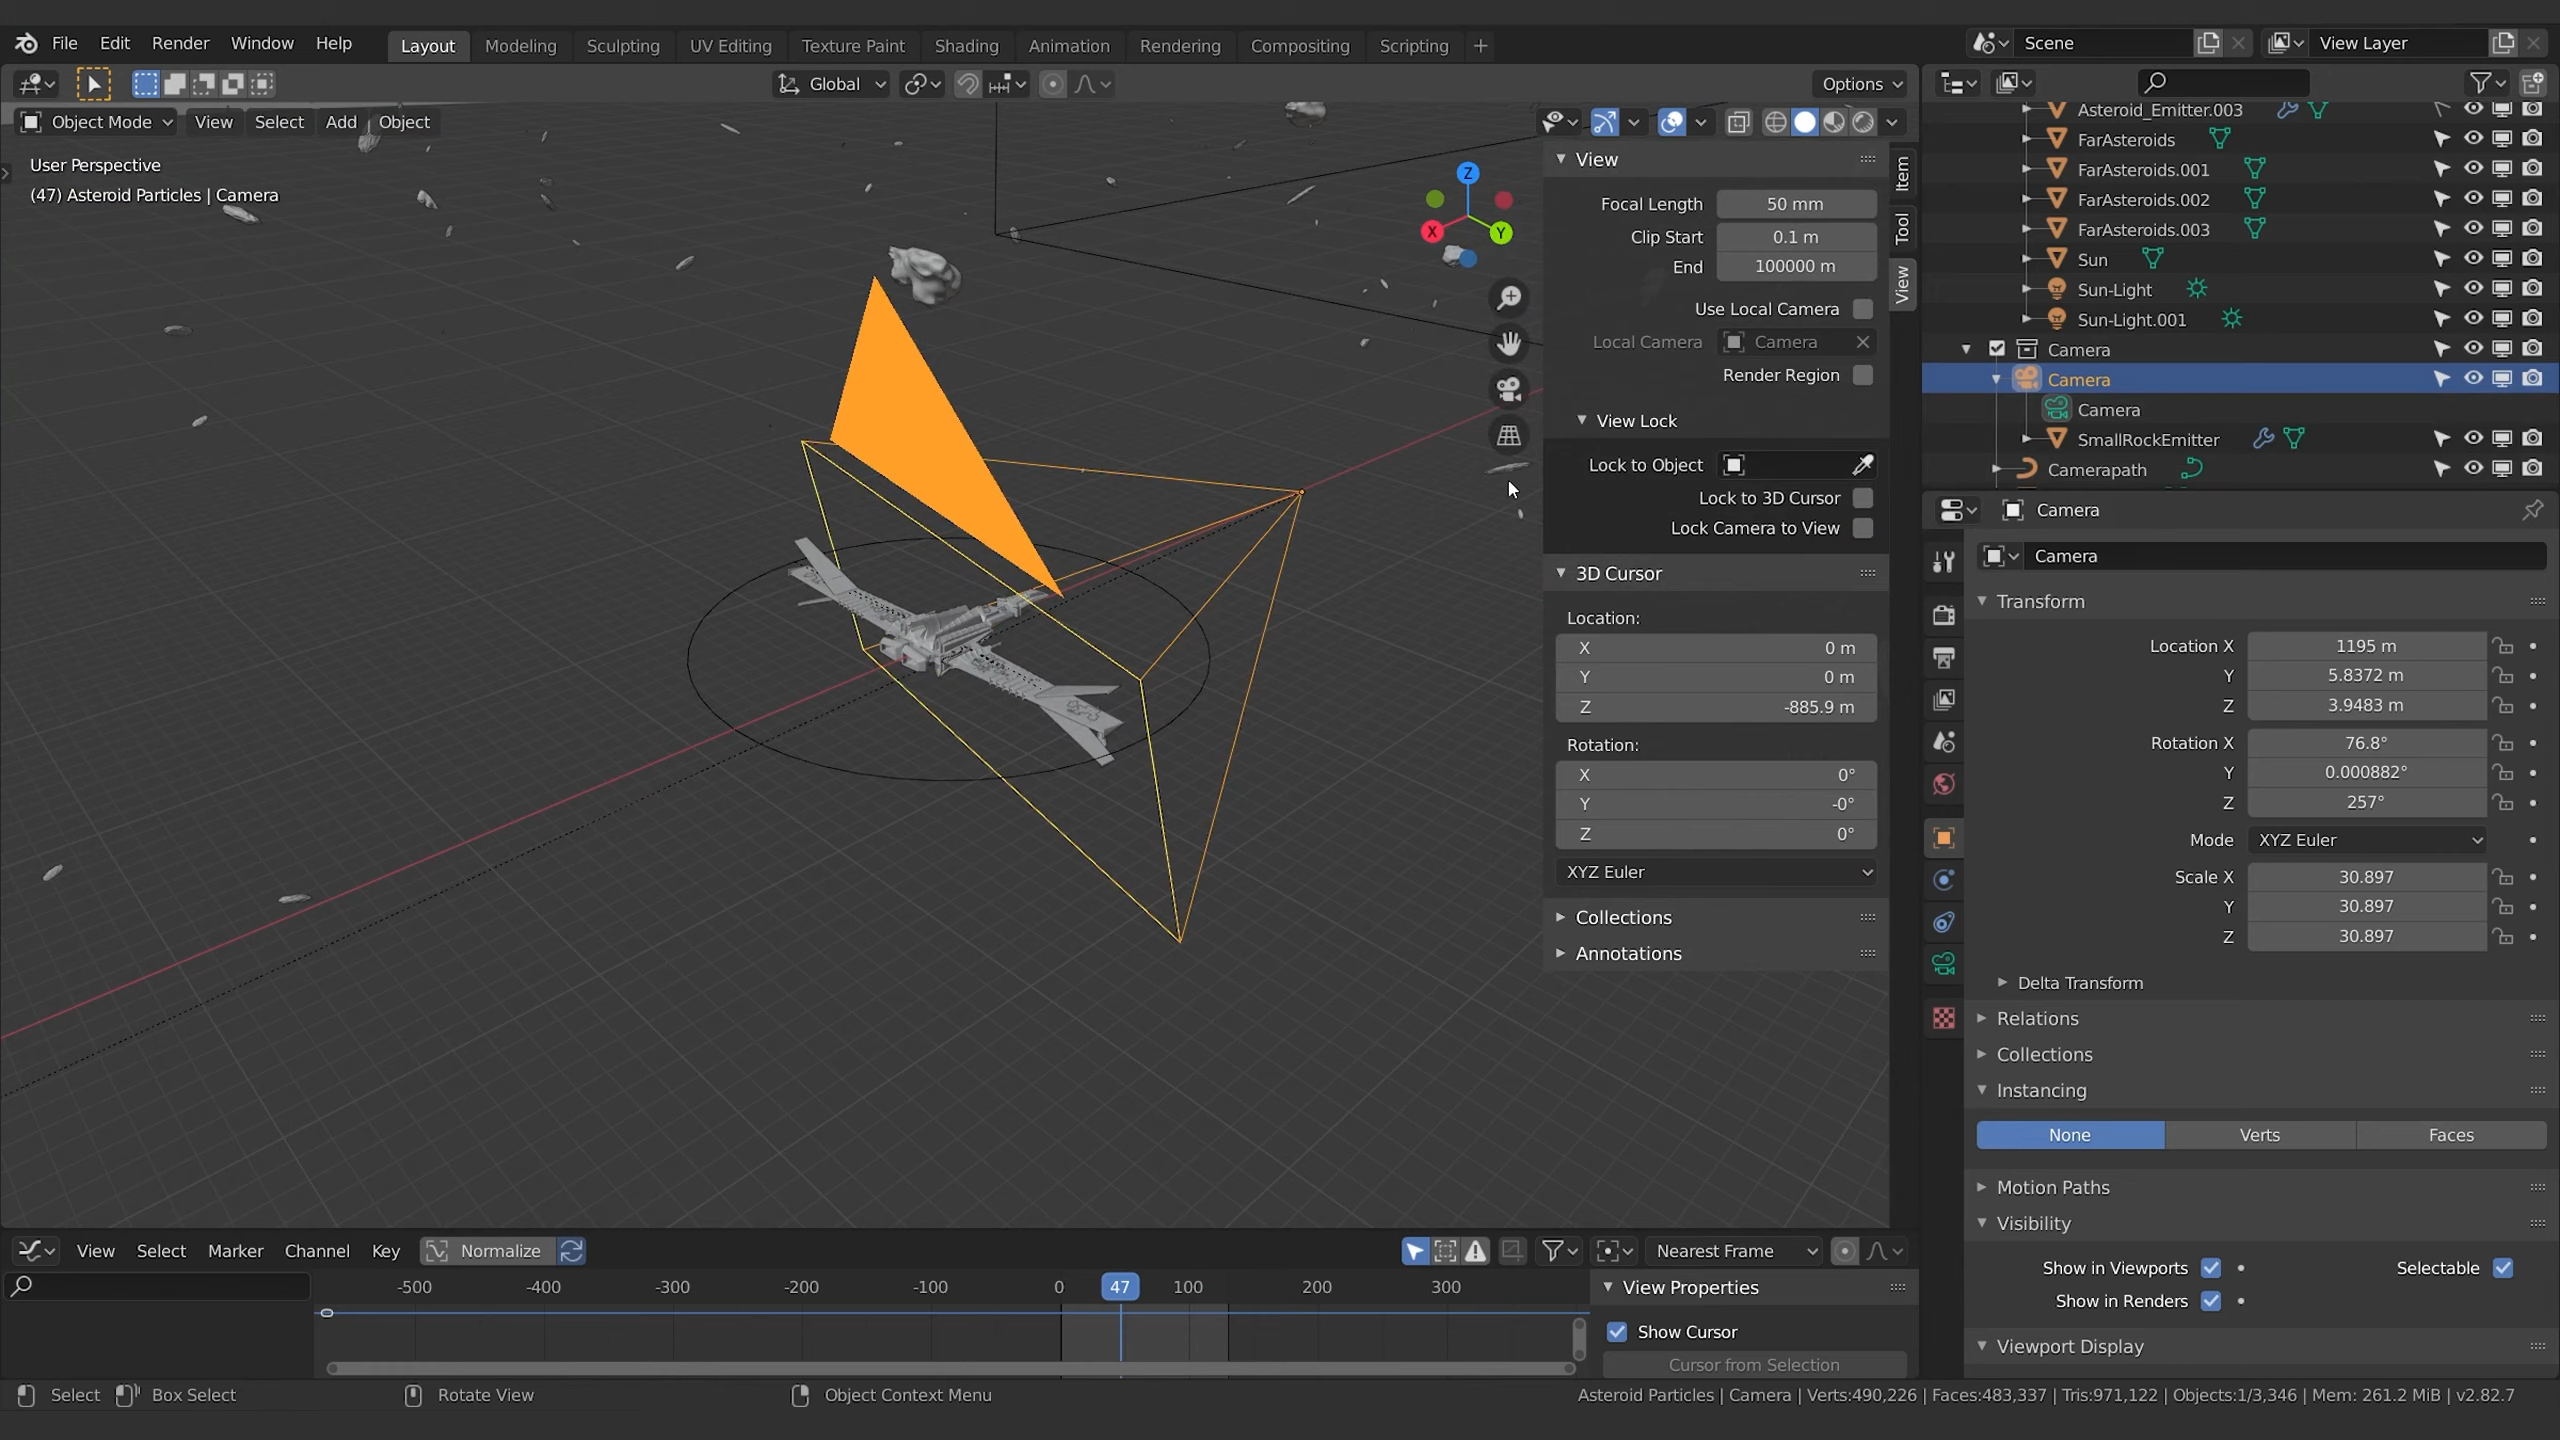 File Edit Render Window Help Layout Modeling Sculpting UV Editing Texture Paint Shading Animation Rendering Compositing Scripting + Scene View Layer
Global Options
Object Mode View Select Add Object
User Perspective
(47) Asteroid Particles | Camera
Z
X
Y
View
Focal Length 50 mm
Clip Start 0.1 m
End 100000 m
Use Local Camera
Local Camera Camera
Render Region
View Lock
Lock to Object
Lock to 3D Cursor
Lock Camera to View
3D Cursor
Location:
X 0 m
Y 0 m
Z -885.9 m
Rotation:
X 0°
Y -0°
Z 0°
XYZ Euler
Collections
Annotations
Item
Tool
View
Asteroid_Emitter.003
FarAsteroids
FarAsteroids.001
FarAsteroids.002
FarAsteroids.003
Sun
Sun-Light
Sun-Light.001
Camera
Camera
Camera
SmallRockEmitter
Camerapath
Camera
Camera
Transform
Location X 1195 m
Y 5.8372 m
Z 3.9483 m
Rotation X 76.8°
Y 0.000882°
Z 257°
Mode XYZ Euler
Scale X 30.897
Y 30.897
Z 30.897
Delta Transform
Relations
Collections
Instancing
None Verts Faces
Motion Paths
Visibility
Show in Viewports Selectable
Show in Renders
Viewport Display
View Select Marker Channel Key Normalize Nearest Frame
-500 -400 -300 -200 -100 0 47 100 200 300
View Properties
Show Cursor
Cursor from Selection
Select Box Select Rotate View Object Context Menu
Asteroid Particles | Camera | Verts:490,226 | Faces:483,337 | Tris:971,122 | Objects:1/3,346 | Mem: 261.2 MiB | v2.82.7